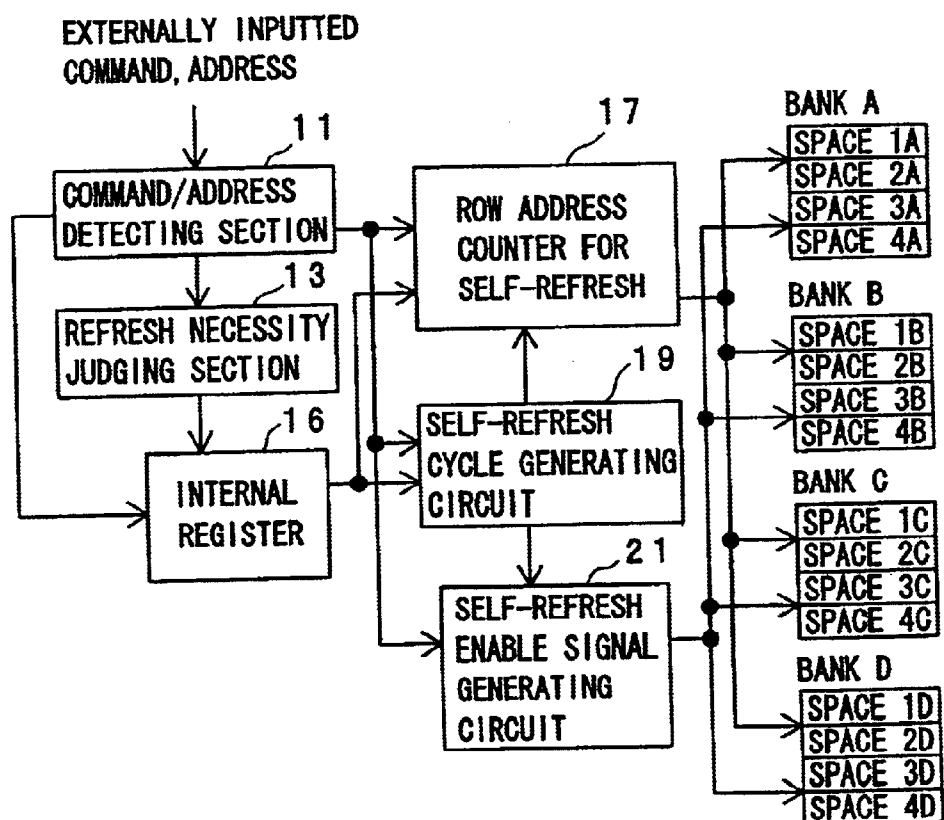 EXTERNALLY INPUTTED
COMMAND, ADDRESS
11
COMMAND/ADDRESS
DETECTING SECTION
13
REFRESH NECESSITY
JUDGING SECTION
16
INTERNAL
REGISTER
17
ROW ADDRESS
COUNTER FOR
SELF-REFRESH
19
SELF-REFRESH
CYCLE GENERATING
CIRCUIT
21
SELF-REFRESH
ENABLE SIGNAL
GENERATING
CIRCUIT
BANK A
SPACE 1A
SPACE 2A
SPACE 3A
SPACE 4A
BANK B
SPACE 1B
SPACE 2B
SPACE 3B
SPACE 4B
BANK C
SPACE 1C
SPACE 2C
SPACE 3C
SPACE 4C
BANK D
SPACE 1D
SPACE 2D
SPACE 3D
SPACE 4D